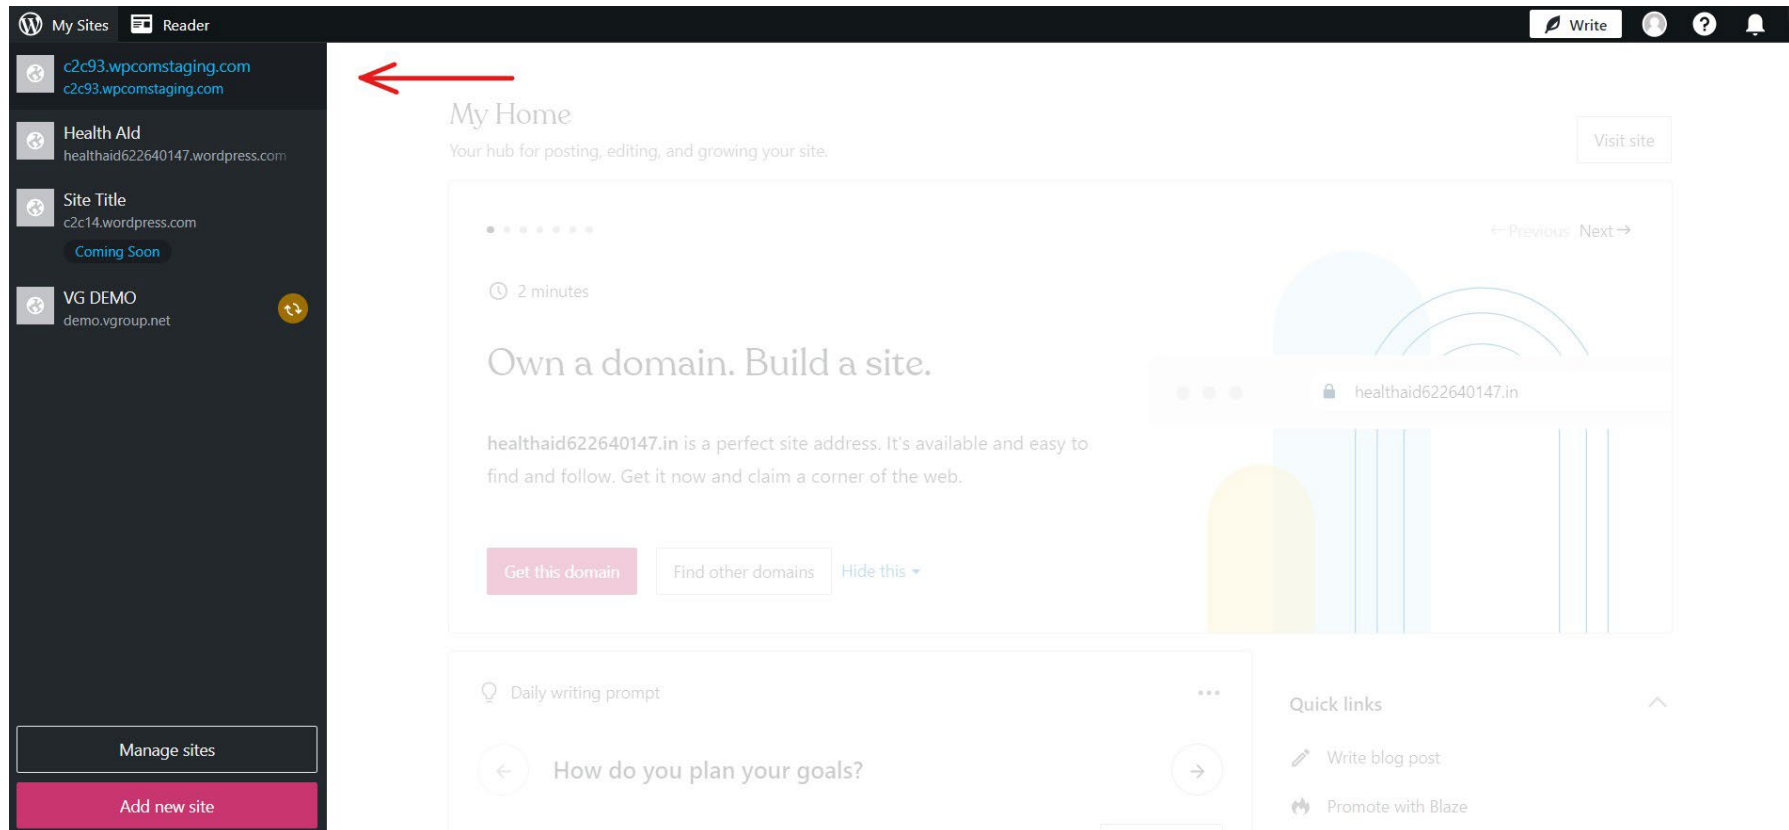 My Sites
Reader
Write
c2c93.wpcomstaging.com
c2c93.wpcomstaging.com
Health AId
healthaid622640147.wordpress.com
Site Title
c2c14.wordpress.com
Coming Soon
VG DEMO
demo.vgroup.net
Manage sites
Add new site
My Home
Your hub for posting, editing, and growing your site.
Visit site
← Previous Next →
2 minutes
Own a domain. Build a site.
healthaid622640147.in is a perfect site address. It's available and easy to
find and follow. Get it now and claim a corner of the web.
Get this domain
Find other domains
Hide this
healthaid622640147.in
Daily writing prompt
How do you plan your goals?
Quick links
Write blog post
Promote with Blaze